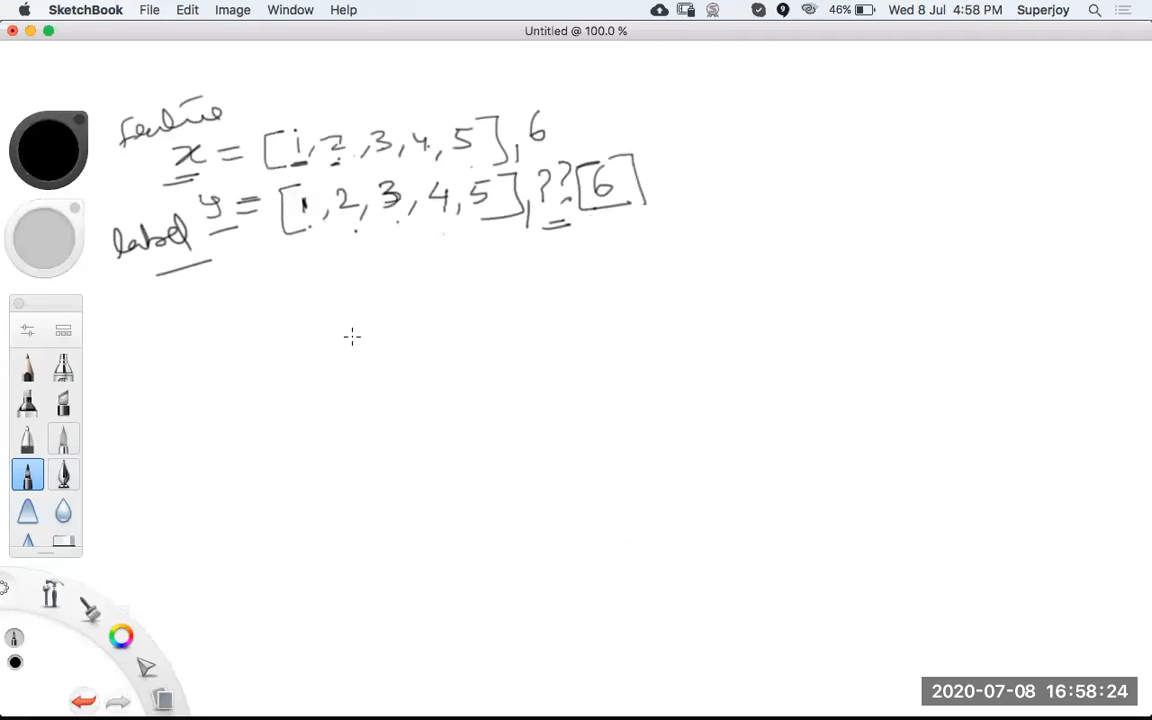 SketchBook File Edit Image Window Help 9 46% Wed 8 Jul 4:58 PM Superjoy
Untitled @ 100.0 %
feature
x = [1, 2, 3, 4, 5], 6
y = [1, 2, 3, 4, 5], ?? [6]
label
2020-07-08 16:58:24